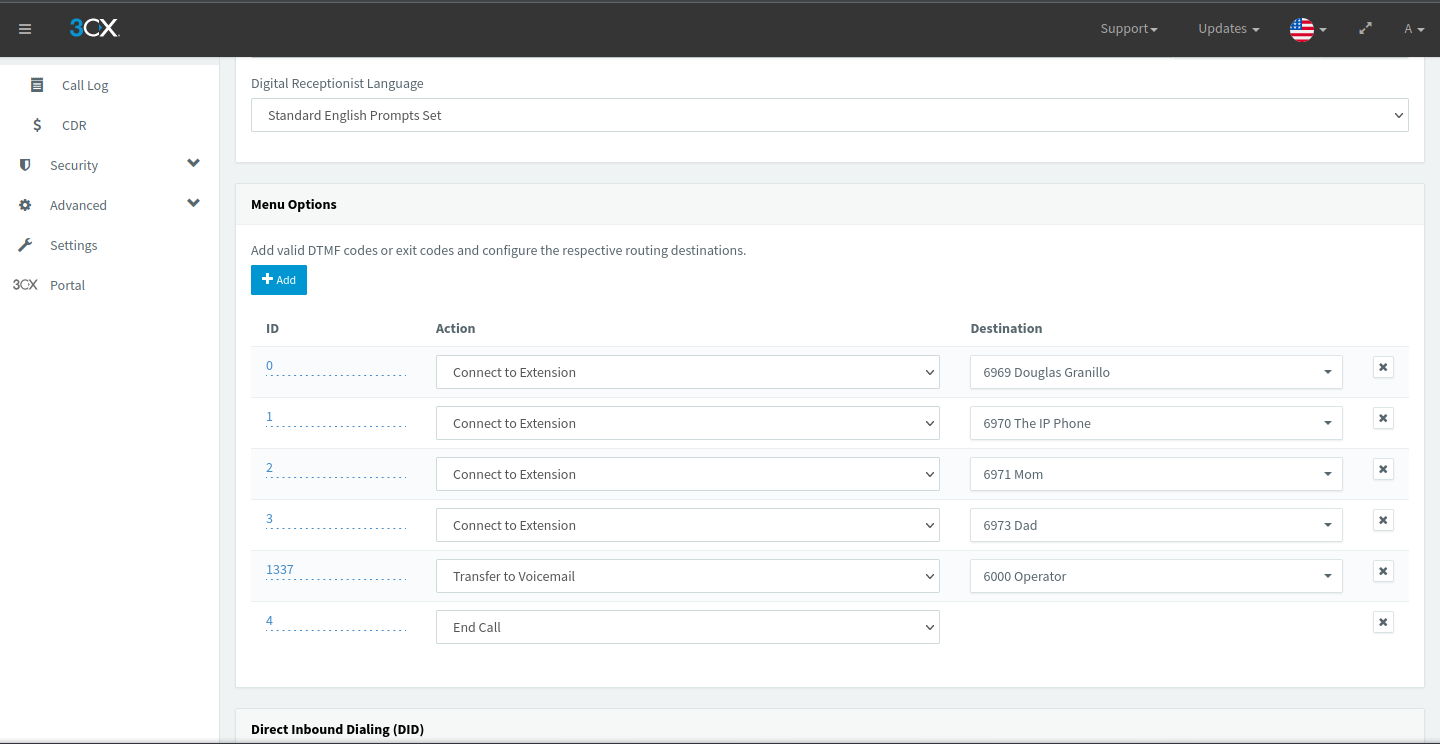 3CX
Support
Updates
A
Call Log
CDR
Security
Advanced
Settings
3CX Portal
Digital Receptionist Language
Standard English Prompts Set
Menu Options
Add valid DTMF codes or exit codes and configure the respective routing destinations.
Add
ID Action Destination
0 Connect to Extension 6969 Douglas Granillo
1 Connect to Extension 6970 The IP Phone
2 Connect to Extension 6971 Mom
3 Connect to Extension 6973 Dad
1337 Transfer to Voicemail 6000 Operator
4 End Call
Direct Inbound Dialing (DID)